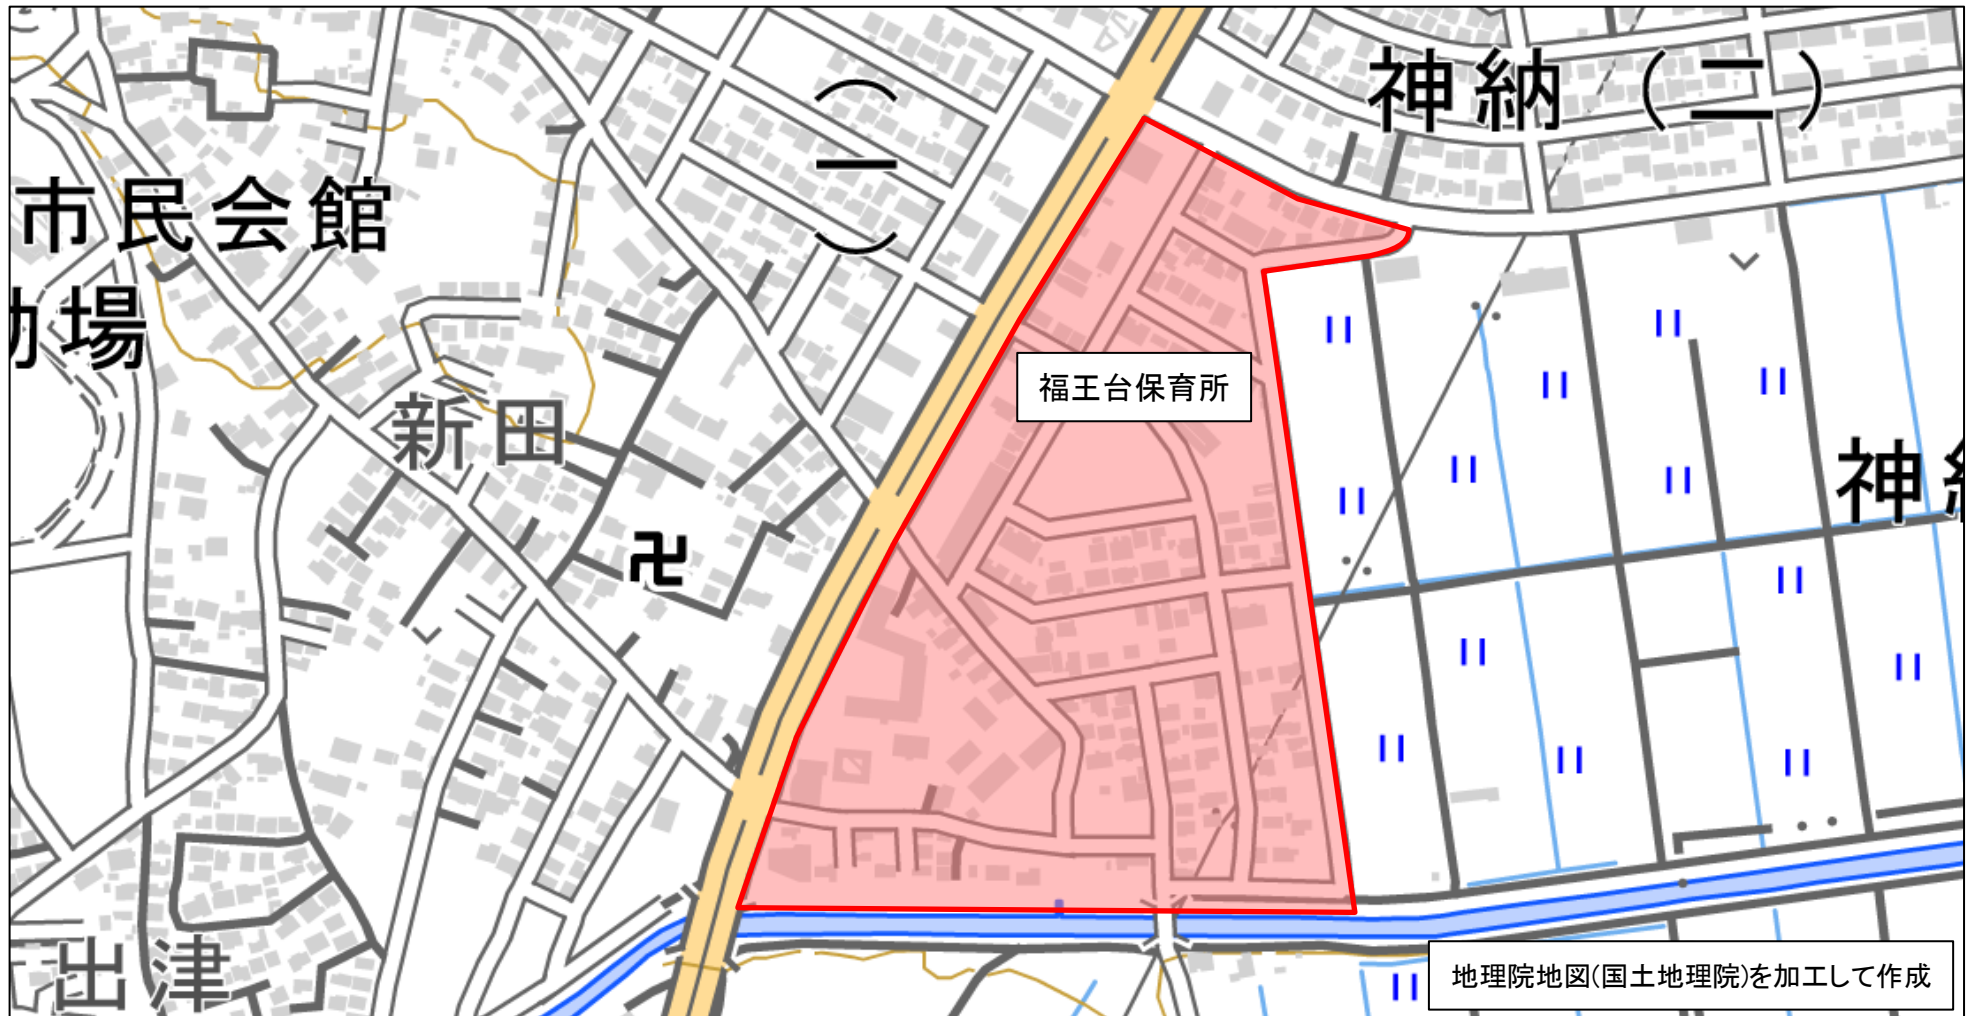 神納（二）
（一）
市民会館
場
新田
福王台保育所
神
出津
地理院地図(国土地理院)を加工して作成